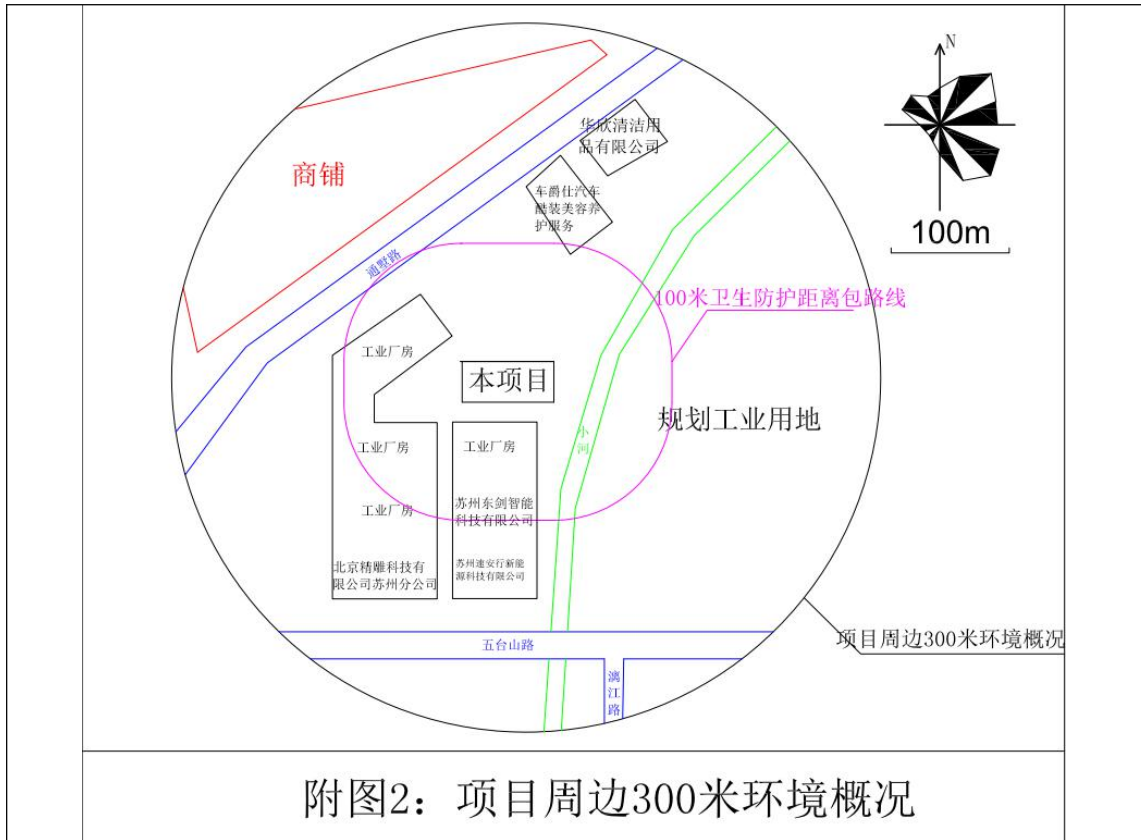 N
100m
华欣清洁用
品有限公司
商铺
车爵仕汽车
酷装美容养
护服务
通墅路
100米卫生防护距离包路线
工业厂房
本项目
规划工业用地
小
河
工业厂房
工业厂房
工业厂房
苏州东剑智能
科技有限公司
北京精雕科技有
限公司苏州分公司
苏州速安行新能
源科技有限公司
五台山路
项目周边300米环境概况
漓
江
路
附图2：项目周边300米环境概况